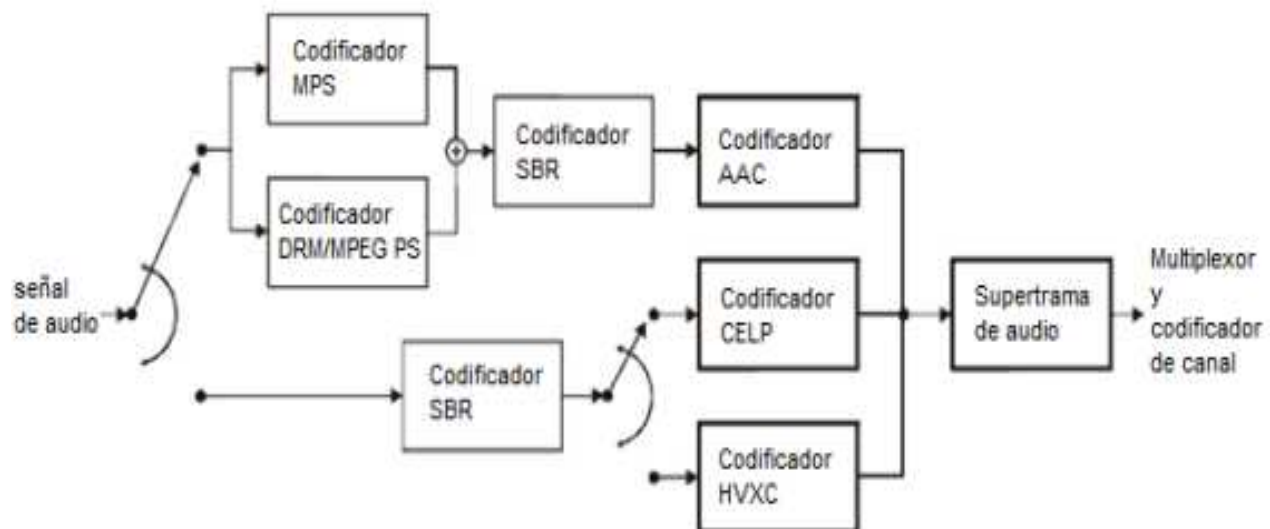 Codificador
MPS
Codificador
DRM/MPEG PS
Codificador
SBR
Codificador
AAC
señal
de audio
Codificador
SBR
Codificador
CELP
Codificador
HVXC
Supertrama
de audio
Multiplexor
y
codificador
de canal